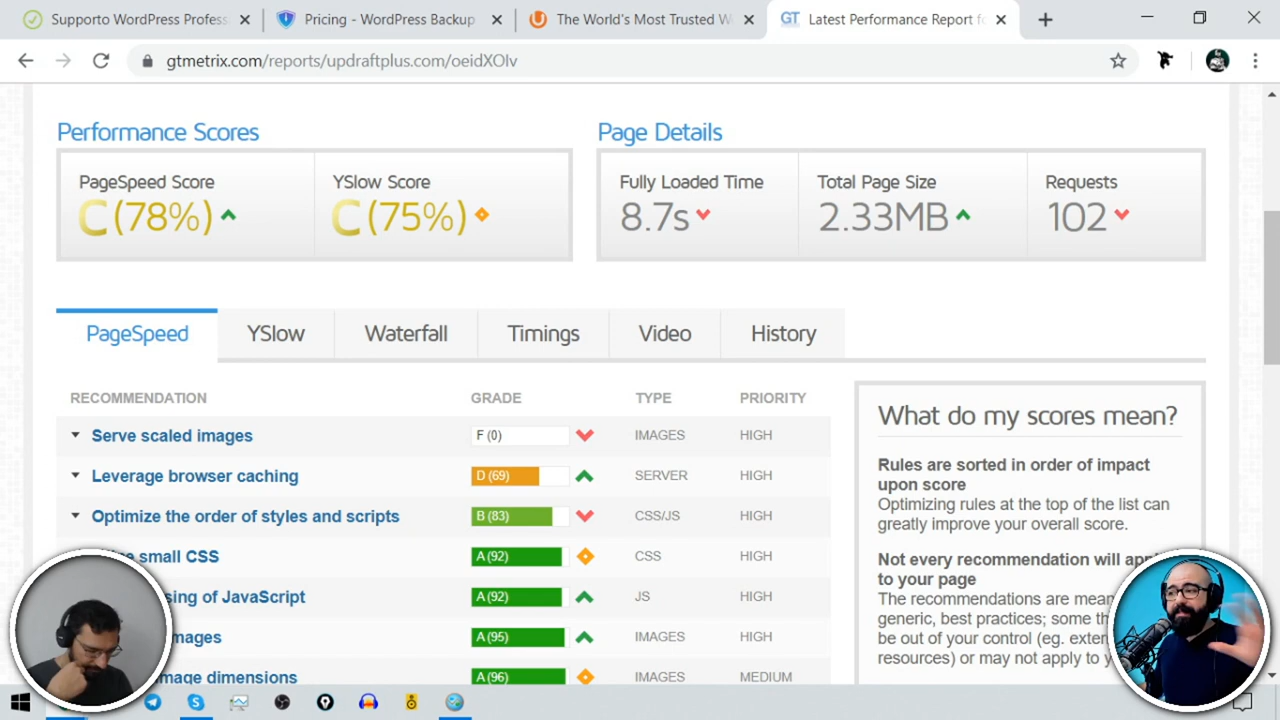 Supporto WordPress Profess
Pricing - WordPress Backup
The World's Most Trusted W
GT Latest Performance Report fo
gtmetrix.com/reports/updraftplus.com/oeidXOlv
Performance Scores
Page Details
PageSpeed Score
YSlow Score
Fully Loaded Time
Total Page Size
Requests
C (78%)
C (75%)
8.7s
2.33MB
102
PageSpeed
YSlow
Waterfall
Timings
Video
History
RECOMMENDATION GRADE TYPE PRIORITY
Serve scaled images F (0) IMAGES HIGH
Leverage browser caching D (69) SERVER HIGH
Optimize the order of styles and scripts B (83) CSS/JS HIGH
small CSS A (92) CSS HIGH
sing of JavaScript A (92) JS HIGH
mages A (95) IMAGES HIGH
mage dimensions A (96) IMAGES MEDIUM
What do my scores mean?
Rules are sorted in order of impact
upon score
Optimizing rules at the top of the list can
greatly improve your overall score.
Not every recommendation will app
to your page
The recommendations are mean
generic, best practices; some th
be out of your control (eg. exter
resources) or may not apply to y